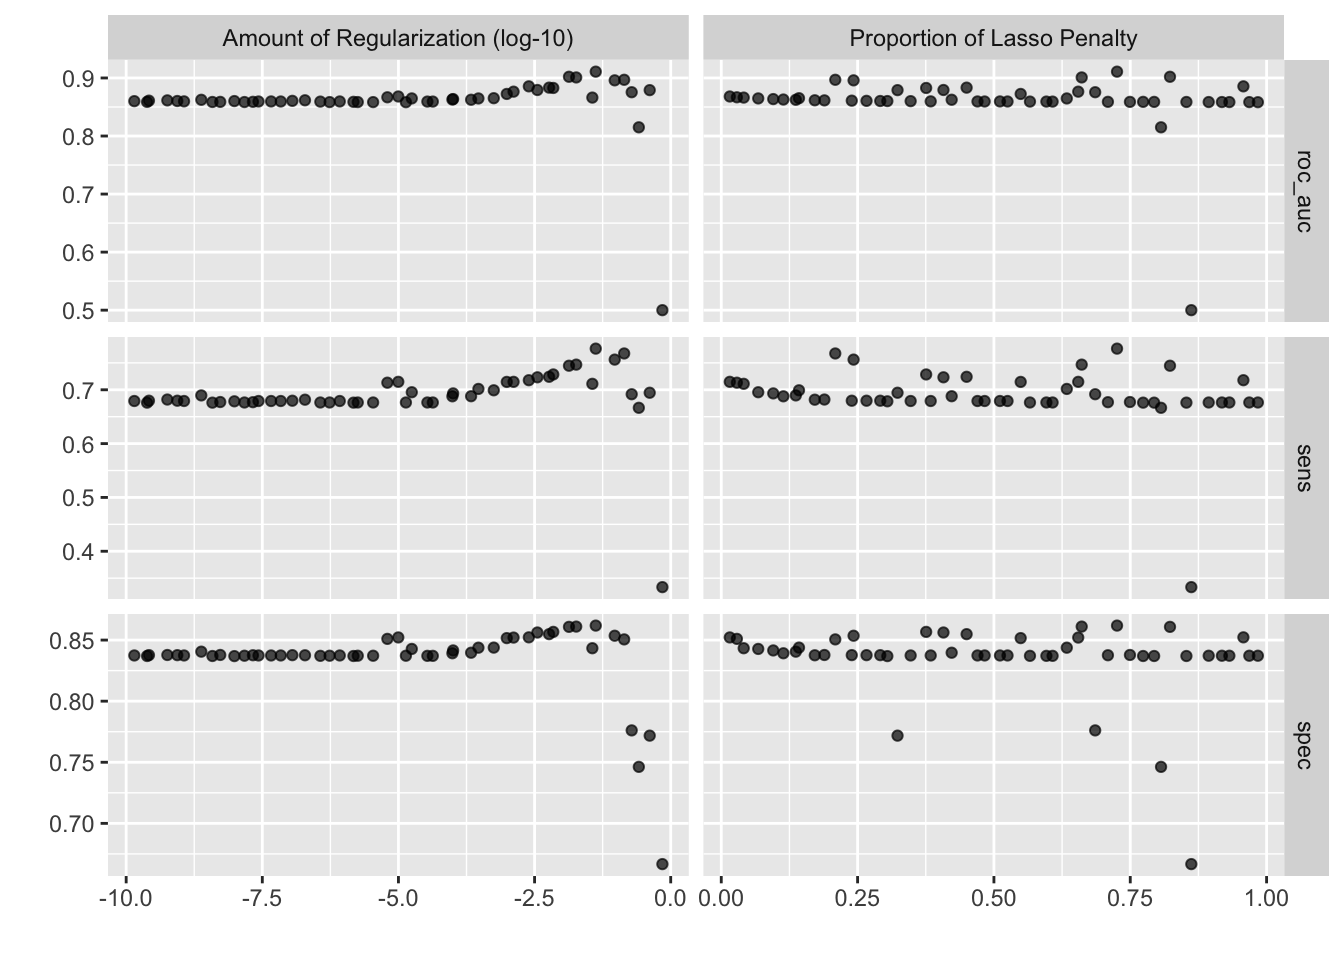 Amount of Regularization (log-10) Proportion of Lasso Penalty
0.9
0.8
0.7
0.6
0.5
roc_auc
0.7
0.6
0.5
0.4
sens
0.85
0.80
0.75
0.70
spec
-10.0 -7.5 -5.0 -2.5 0.0 0.00 0.25 0.50 0.75 1.00